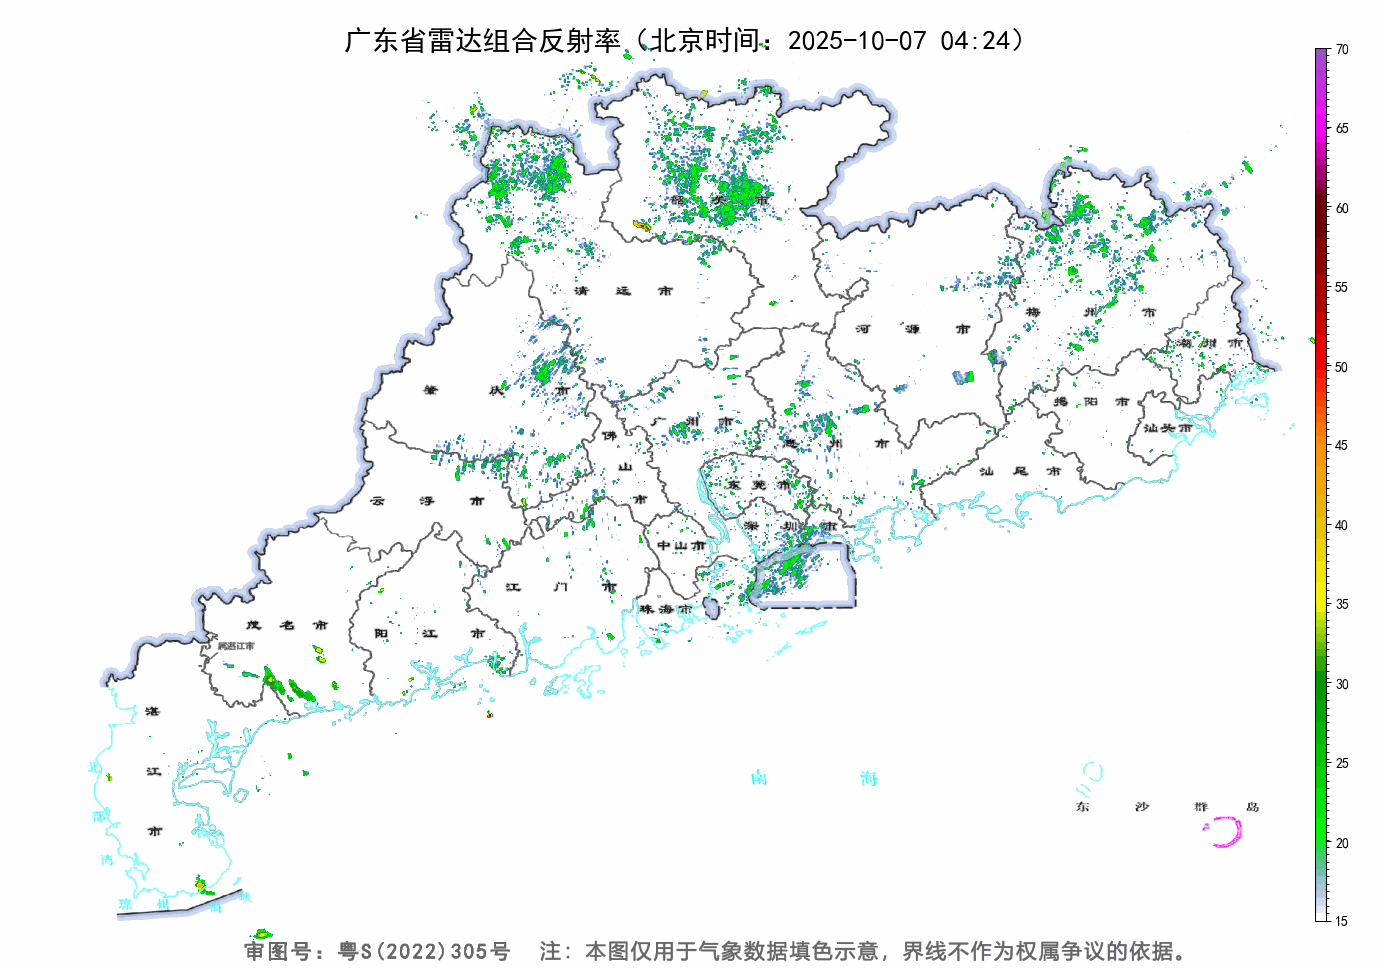 广东省雷达组合反射率（北京时间：2025-10-07 04:24）
70
65
60
55
50
45
40
35
30
25
20
15
韶关市
清远市
河源市
梅州市
潮州市
肇庆市
广州市
惠州市
揭阳市
汕头市
佛山市
汕尾市
东莞市
云浮市
深圳市
中山市
江门市
珠海市
茂名市
阳江市
属湛江市
湛江市
北部湾
琼州海峡
南海
东沙群岛
审图号：粤S(2022)305号 注：本图仅用于气象数据填色示意，界线不作为权属争议的依据。